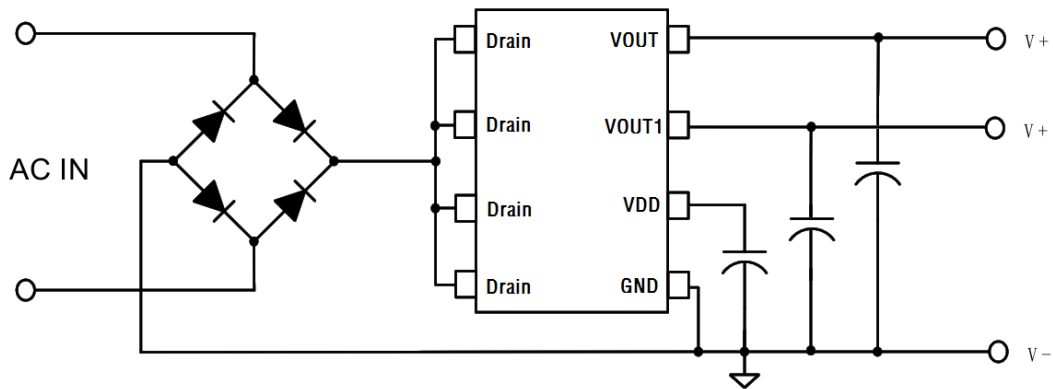 Drain VOUT V+
Drain VOUT1 V+
AC IN
Drain VDD
Drain GND
V-